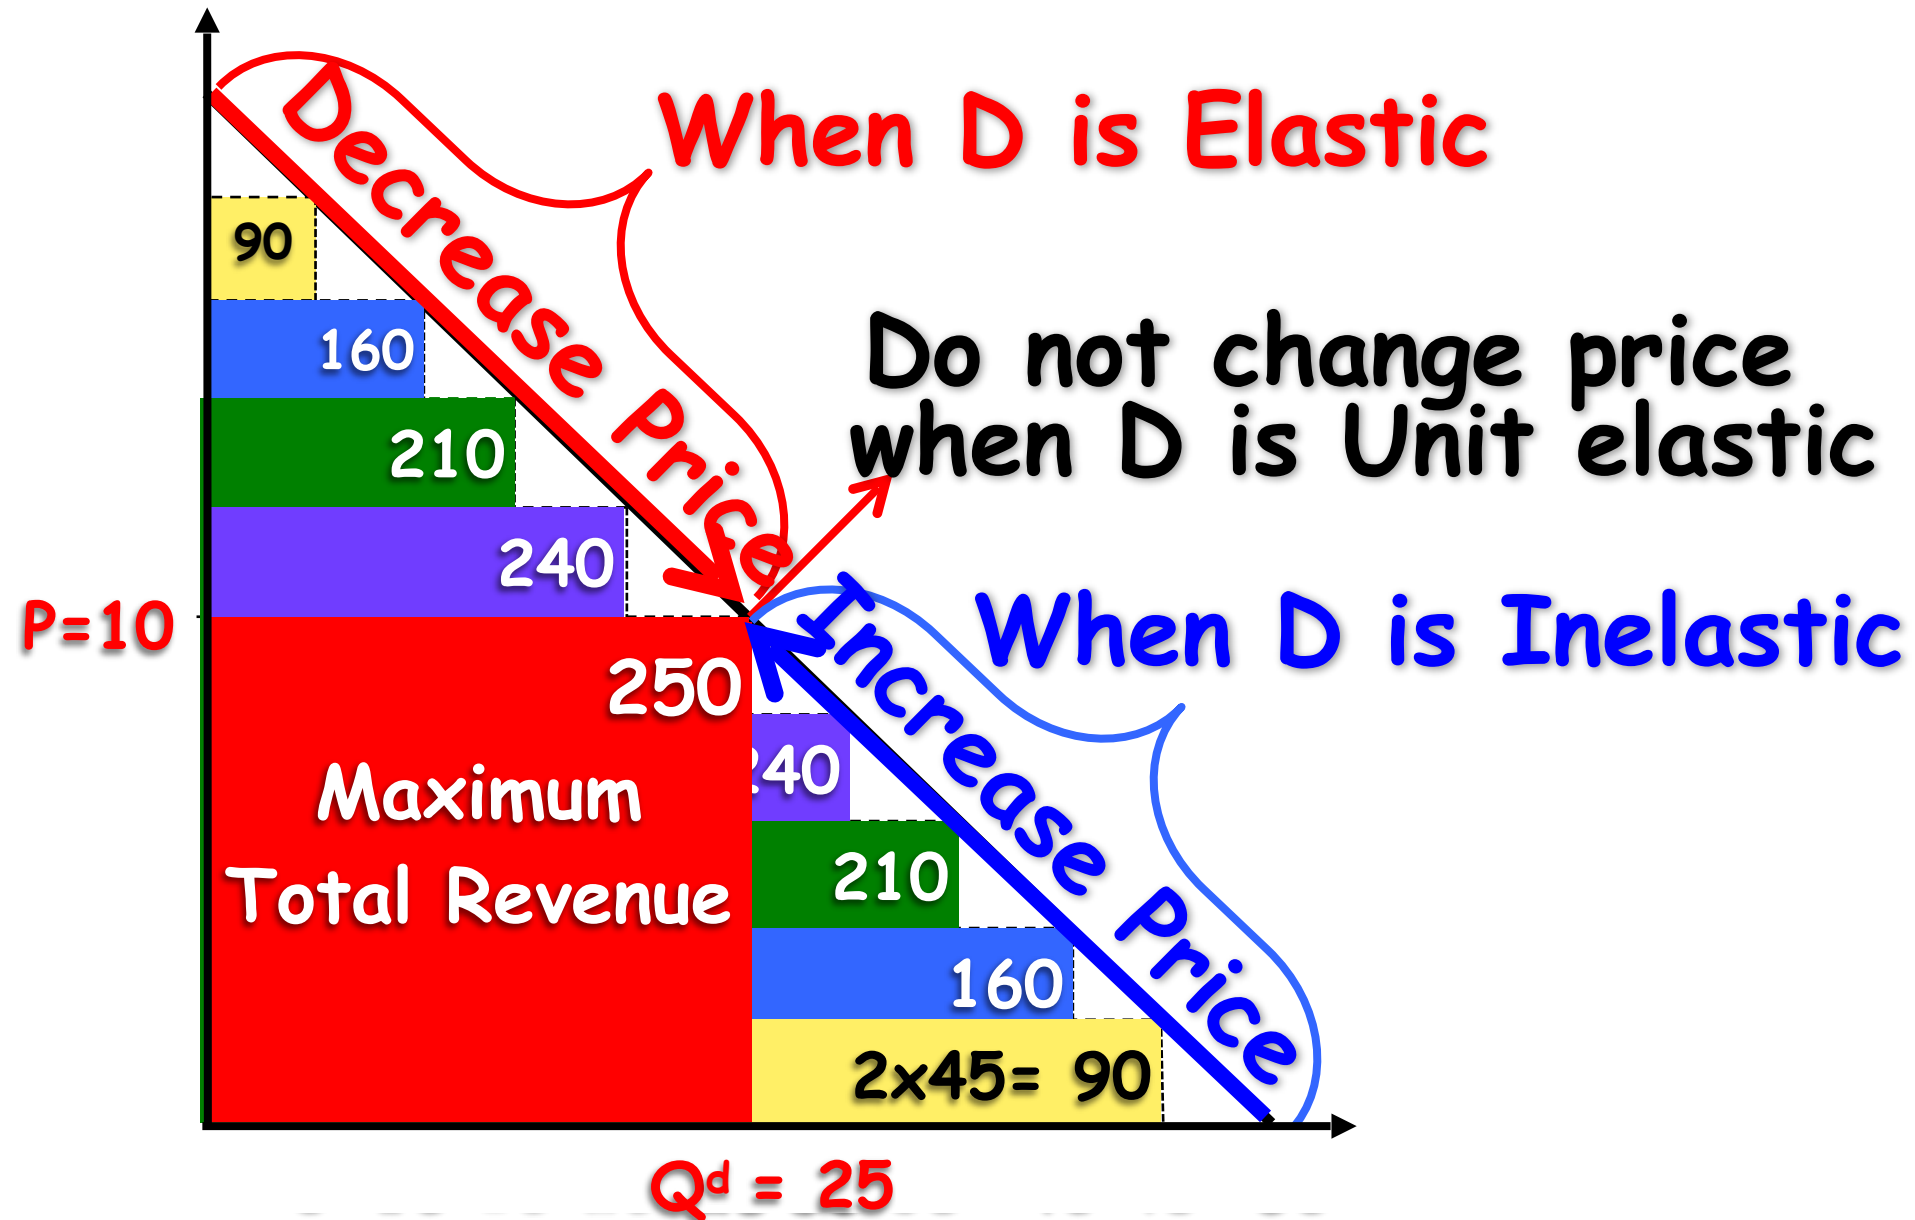 When D is Elastic
Decrease Price
90
160
Do not change price
when D is Unit elastic
210
240
P=10
When D is Inelastic
Increase Price
250
240
Maximum
Total Revenue
210
160
2x45= 90
Qd = 25